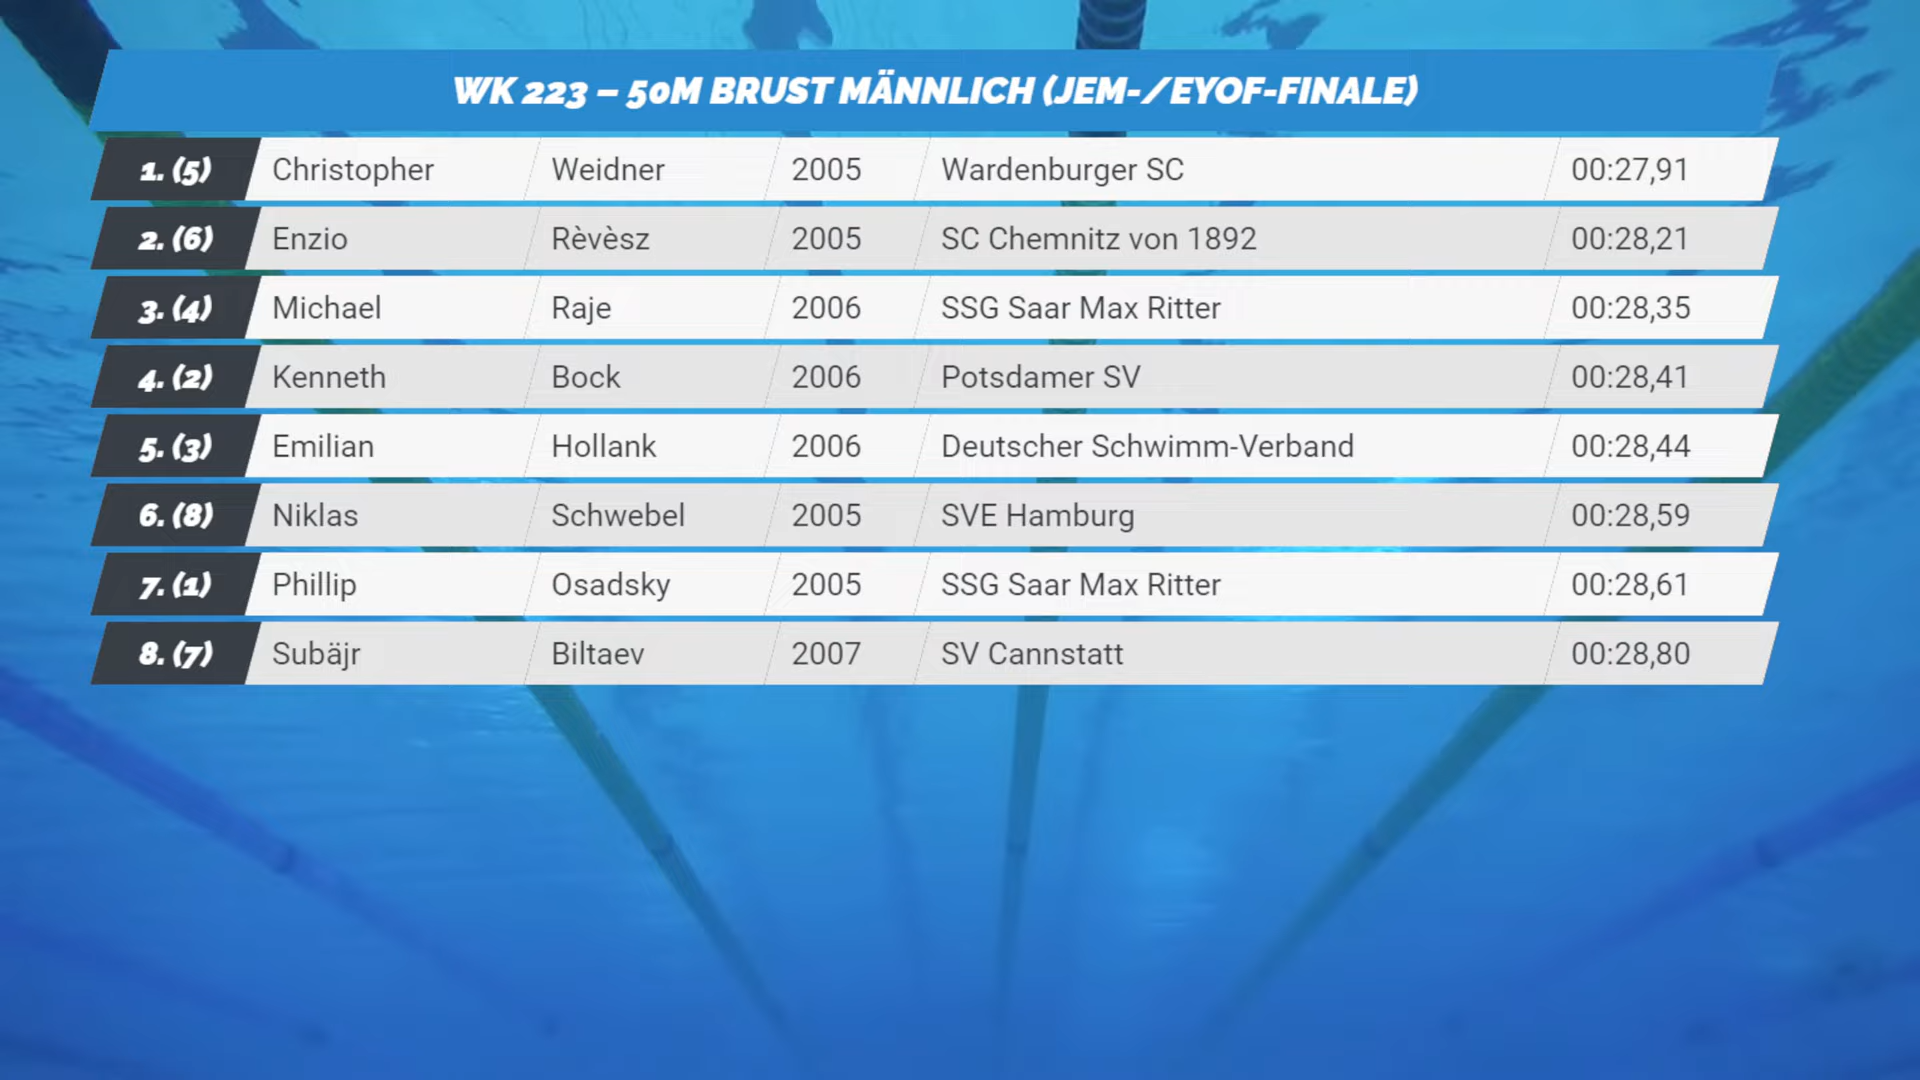 WK 223 – 50M BRUST MÄNNLICH (JEM-/EYOF-FINALE)
1. (5) Christopher Weidner 2005 Wardenburger SC 00:27,91
2. (6) Enzio Rèvèsz 2005 SC Chemnitz von 1892 00:28,21
3. (4) Michael Raje 2006 SSG Saar Max Ritter 00:28,35
4. (2) Kenneth Bock 2006 Potsdamer SV 00:28,41
5. (3) Emilian Hollank 2006 Deutscher Schwimm-Verband 00:28,44
6. (8) Niklas Schwebel 2005 SVE Hamburg 00:28,59
7. (1) Phillip Osadsky 2005 SSG Saar Max Ritter 00:28,61
8. (7) Subäjr Biltaev 2007 SV Cannstatt 00:28,80